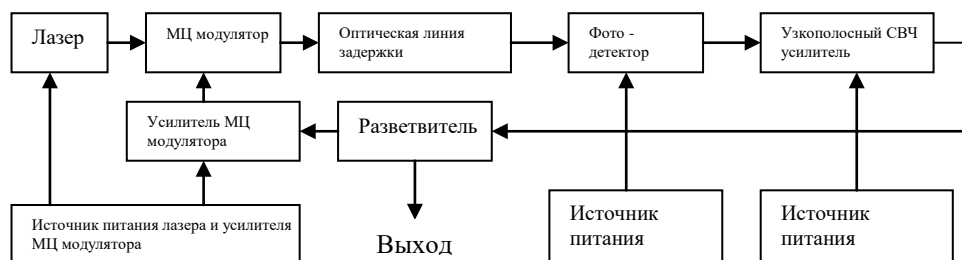 Лазер
МЦ модулятор
Оптическая линия
задержки
Фото -
детектор
Узкополосный СВЧ
усилитель
Усилитель МЦ
модулятора
Разветвитель
Источник питания лазера и усилителя
МЦ модулятора
Выход
Источник
питания
Источник
питания